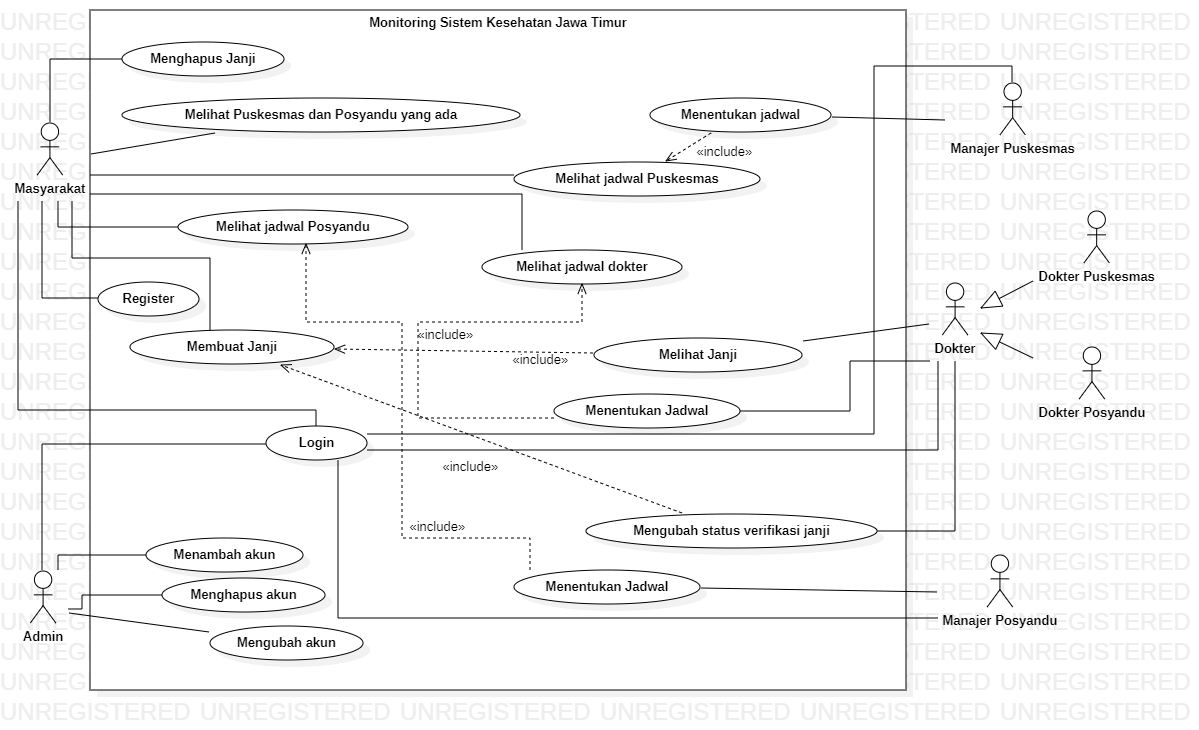 Monitoring Sistem Kesehatan Jawa Timur
Menghapus Janji
Melihat Puskesmas dan Posyandu yang ada
Menentukan jadwal
Manajer Puskesmas
«include»
Melihat jadwal Puskesmas
Masyarakat
Melihat jadwal Posyandu
Melihat jadwal dokter
Dokter Puskesmas
Register
«include»
Membuat Janji
Melihat Janji
Dokter
«include»
Menentukan Jadwal
Dokter Posyandu
Login
«include»
«include»
Mengubah status verifikasi janji
Menambah akun
Menentukan Jadwal
Menghapus akun
Manajer Posyandu
Admin
Mengubah akun
UNREGISTERED UNREGISTERED UNREGISTERED UNREGISTERED UNREGISTERED UNREGISTERED